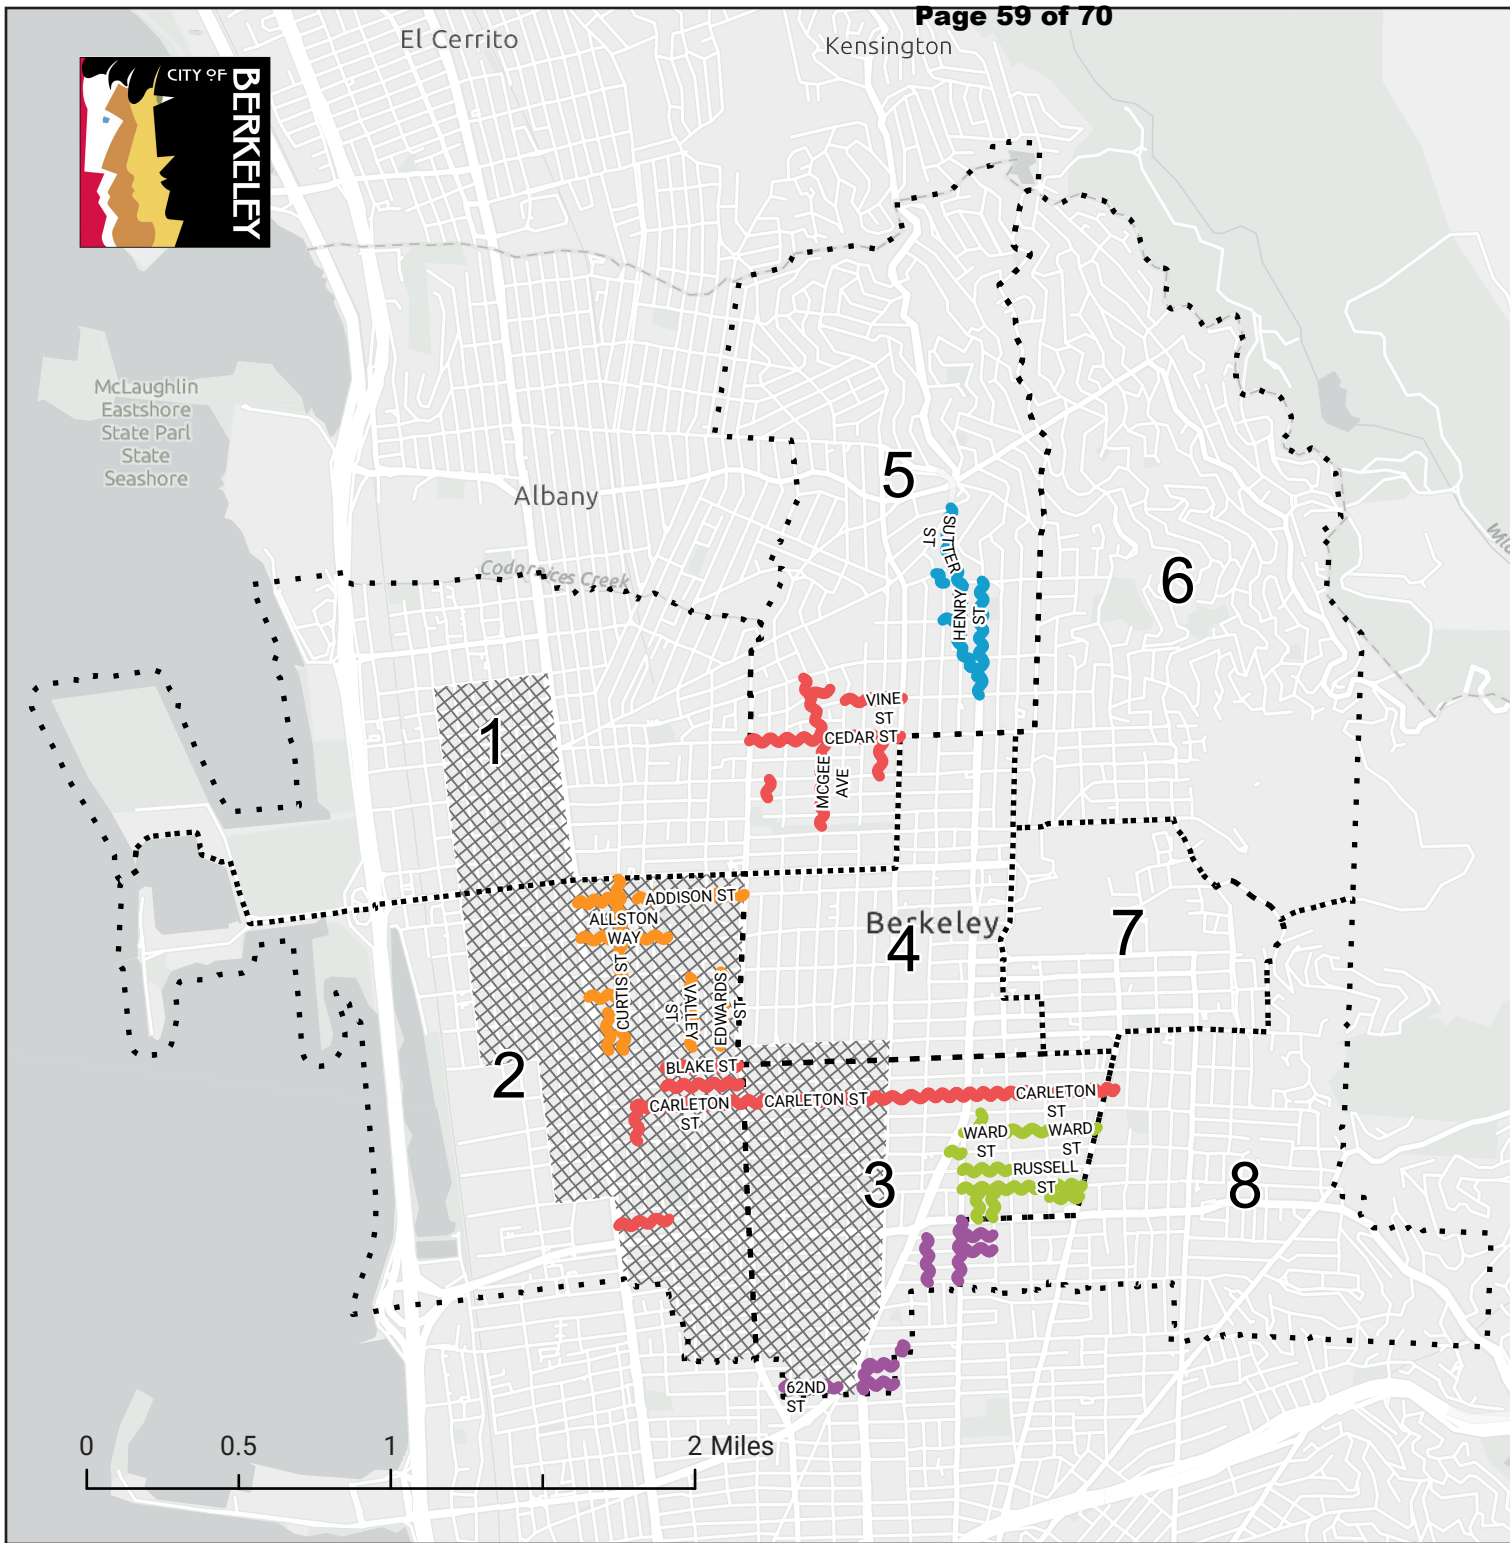 Page 59 of 70
El Cerrito
Kensington
CITY OF
BERKELEY
McLaughlin
Eastshore
State Parl
State
Seashore
Albany
Codornices Creek
5
SUTTER
ST
6
HENRY
ST
1
VINE
ST
CEDAR ST
MCGEE
AVE
ADDISON ST
ALLSTON
WAY
Berkeley
4
7
CURTIS ST
VALLEY
ST
EDWARDS
ST
2
BLAKE ST
CARLETON
ST
CARLETON ST
CARLETON
ST
WARD
ST
WARD
ST
RUSSELL
ST
3
8
62ND
ST
0
0.5
1
2 Miles